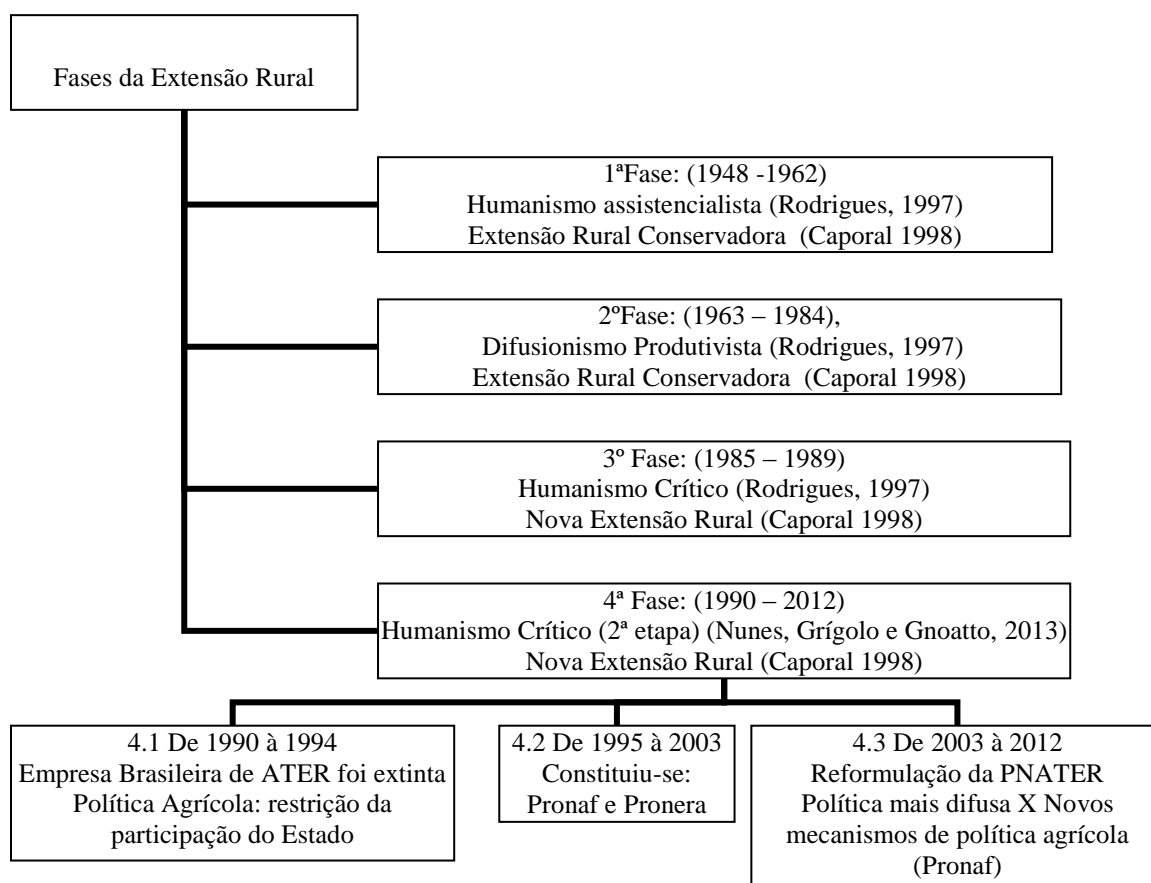 Fases da Extensão Rural
1ªFase: (1948 -1962)
Humanismo assistencialista (Rodrigues, 1997)
Extensão Rural Conservadora (Caporal 1998)
2ºFase: (1963 – 1984),
Difusionismo Produtivista (Rodrigues, 1997)
Extensão Rural Conservadora (Caporal 1998)
3º Fase: (1985 – 1989)
Humanismo Crítico (Rodrigues, 1997)
Nova Extensão Rural (Caporal 1998)
4ª Fase: (1990 – 2012)
Humanismo Crítico (2ª etapa) (Nunes, Grígolo e Gnoatto, 2013)
Nova Extensão Rural (Caporal 1998)
4.1 De 1990 à 1994
Empresa Brasileira de ATER foi extinta
Política Agrícola: restrição da
participação do Estado
4.2 De 1995 à 2003
Constituiu-se:
Pronaf e Pronera
4.3 De 2003 à 2012
Reformulação da PNATER
Política mais difusa X Novos
mecanismos de política agrícola
(Pronaf)